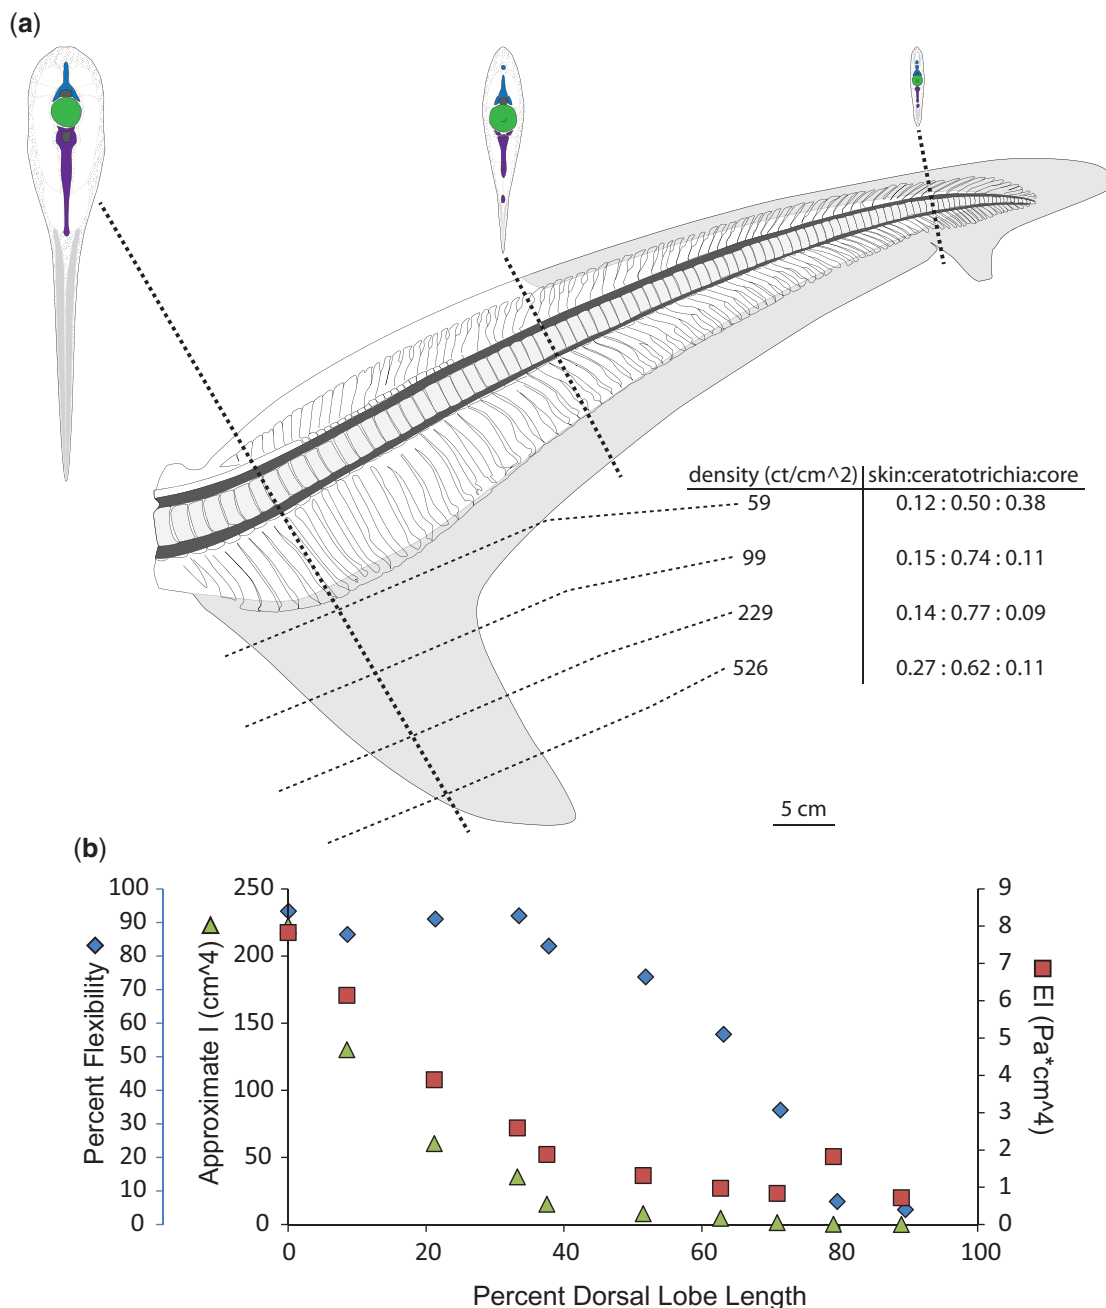 (a)
density (ct/cm^2) skin:ceratotrichia:core
59 0.12 : 0.50 : 0.38
99 0.15 : 0.74 : 0.11
229 0.14 : 0.77 : 0.09
526 0.27 : 0.62 : 0.11
5 cm
(b)
Percent Flexibility
100
90
80
70
60
50
40
30
20
10
0
Approximate I (cm^4)
250
200
150
100
50
0
9
8
7
6
5
4
3
2
1
0
EI (Pa*cm^4)
0 20 40 60 80 100
Percent Dorsal Lobe Length